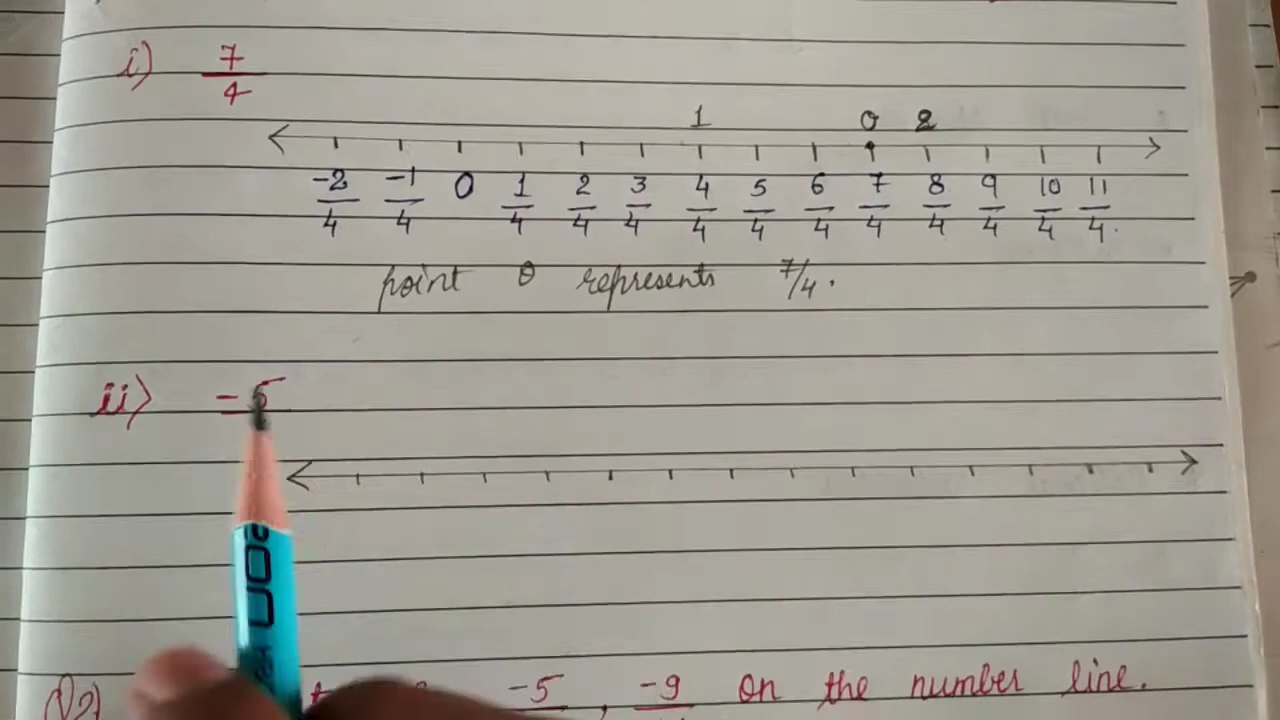 i) 7/4
1 0 2
-2/4 -1/4 0 1/4 2/4 3/4 4/4 5/4 6/4 7/4 8/4 9/4 10/4 11/4.
point θ represents 7/4.
ii) -5
Q2) -5 , -9 on the number line.